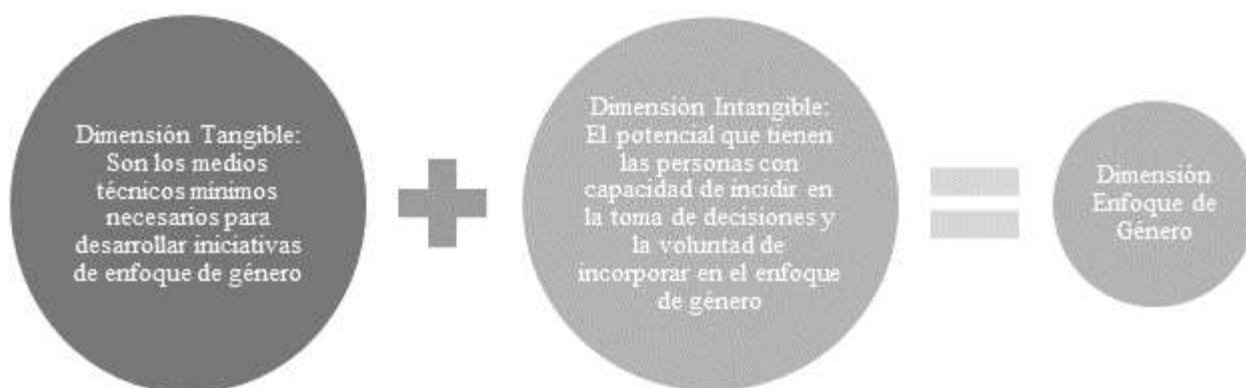 Dimensión Tangible:
Son los medios
técnicos mínimos
necesarios para
desarrollar iniciativas
de enfoque de género
Dimensión Intangible:
El potencial que tienen
las personas con
capacidad de incidir en
la toma de decisiones y
la voluntad de
incorporar en el enfoque
de género
Dimensión
Enfoque de
Género